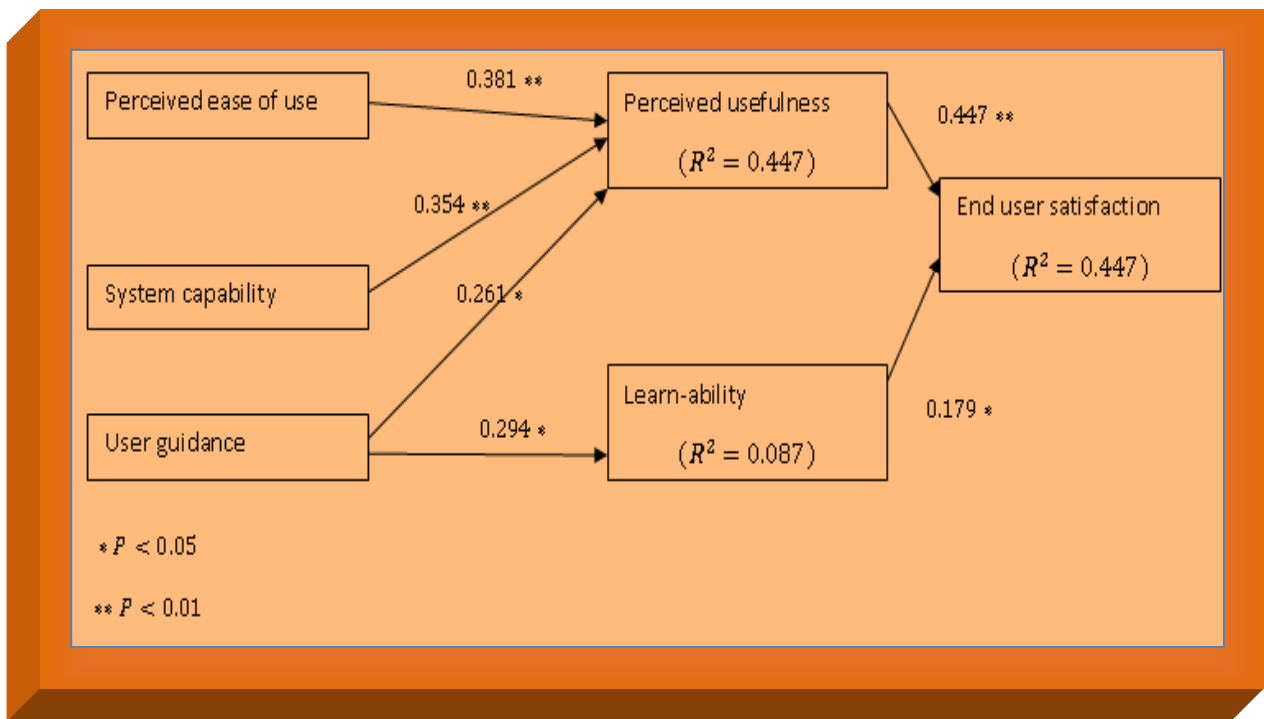 Perceived ease of use
0.381 **
Perceived usefulness
(R² = 0.447)
0.447 **
System capability
0.354 **
End user satisfaction
(R² = 0.447)
User guidance
0.261 *
0.294 *
Learn-ability
(R² = 0.087)
0.179 *
* P < 0.05
** P < 0.01